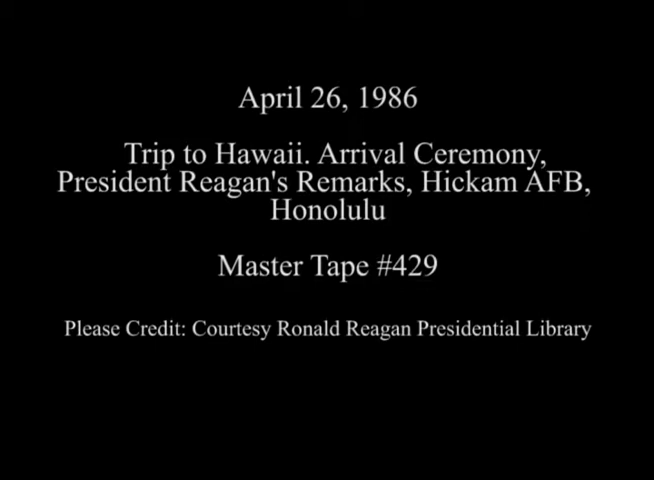 April 26, 1986
Trip to Hawaii. Arrival Ceremony,
President Reagan's Remarks, Hickam AFB,
Honolulu
Master Tape #429
Please Credit: Courtesy Ronald Reagan Presidential Library